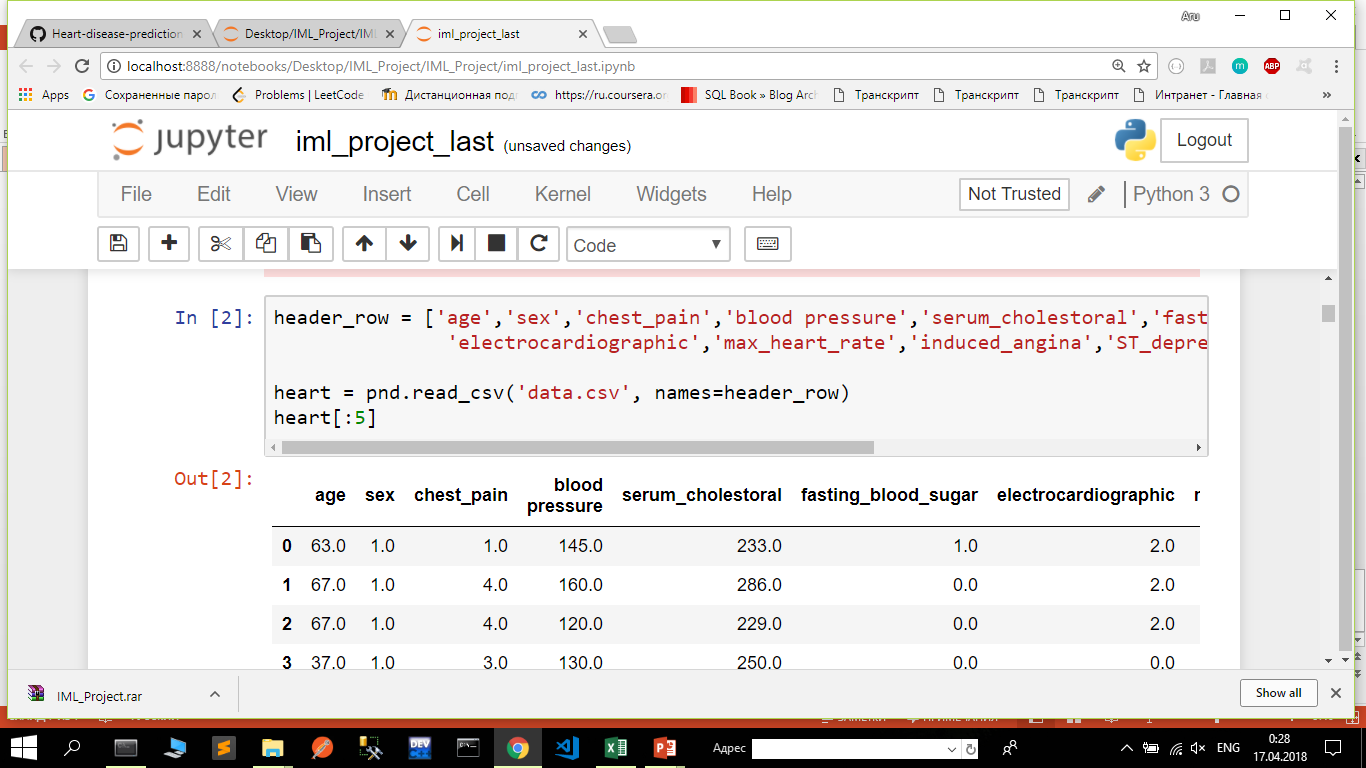 Aru
Heart-disease-prediction
Desktop/IML_Project/IML
iml_project_last
localhost:8888/notebooks/Desktop/IML_Project/IML_Project/iml_project_last.ipynb
ABP
Apps
Сохраненные парол
Problems | LeetCode
Дистанционная под
https://ru.coursera.or
SQL Book » Blog Arch
Транскрипт
Транскрипт
Транскрипт
Интранет - Главная
»
jupyter
iml_project_last (unsaved changes)
Logout
File Edit View Insert Cell Kernel Widgets Help
Not Trusted
Python 3
Code
In [2]:
header_row = ['age','sex','chest_pain','blood pressure','serum_cholestoral','fast
'electrocardiographic','max_heart_rate','induced_angina','ST_depre
heart = pnd.read_csv('data.csv', names=header_row)
heart[:5]
Out[2]:
age sex chest_pain blood pressure serum_cholestoral fasting_blood_sugar electrocardiographic
0 63.0 1.0 1.0 145.0 233.0 1.0 2.0
1 67.0 1.0 4.0 160.0 286.0 0.0 2.0
2 67.0 1.0 4.0 120.0 229.0 0.0 2.0
3 37.0 1.0 3.0 130.0 250.0 0.0 0.0
IML_Project.rar
Show all
ЗАМЕТКИ
ПРИМЕЧАНИЯ
DEV
Адрес
ENG
0:28
17.04.2018